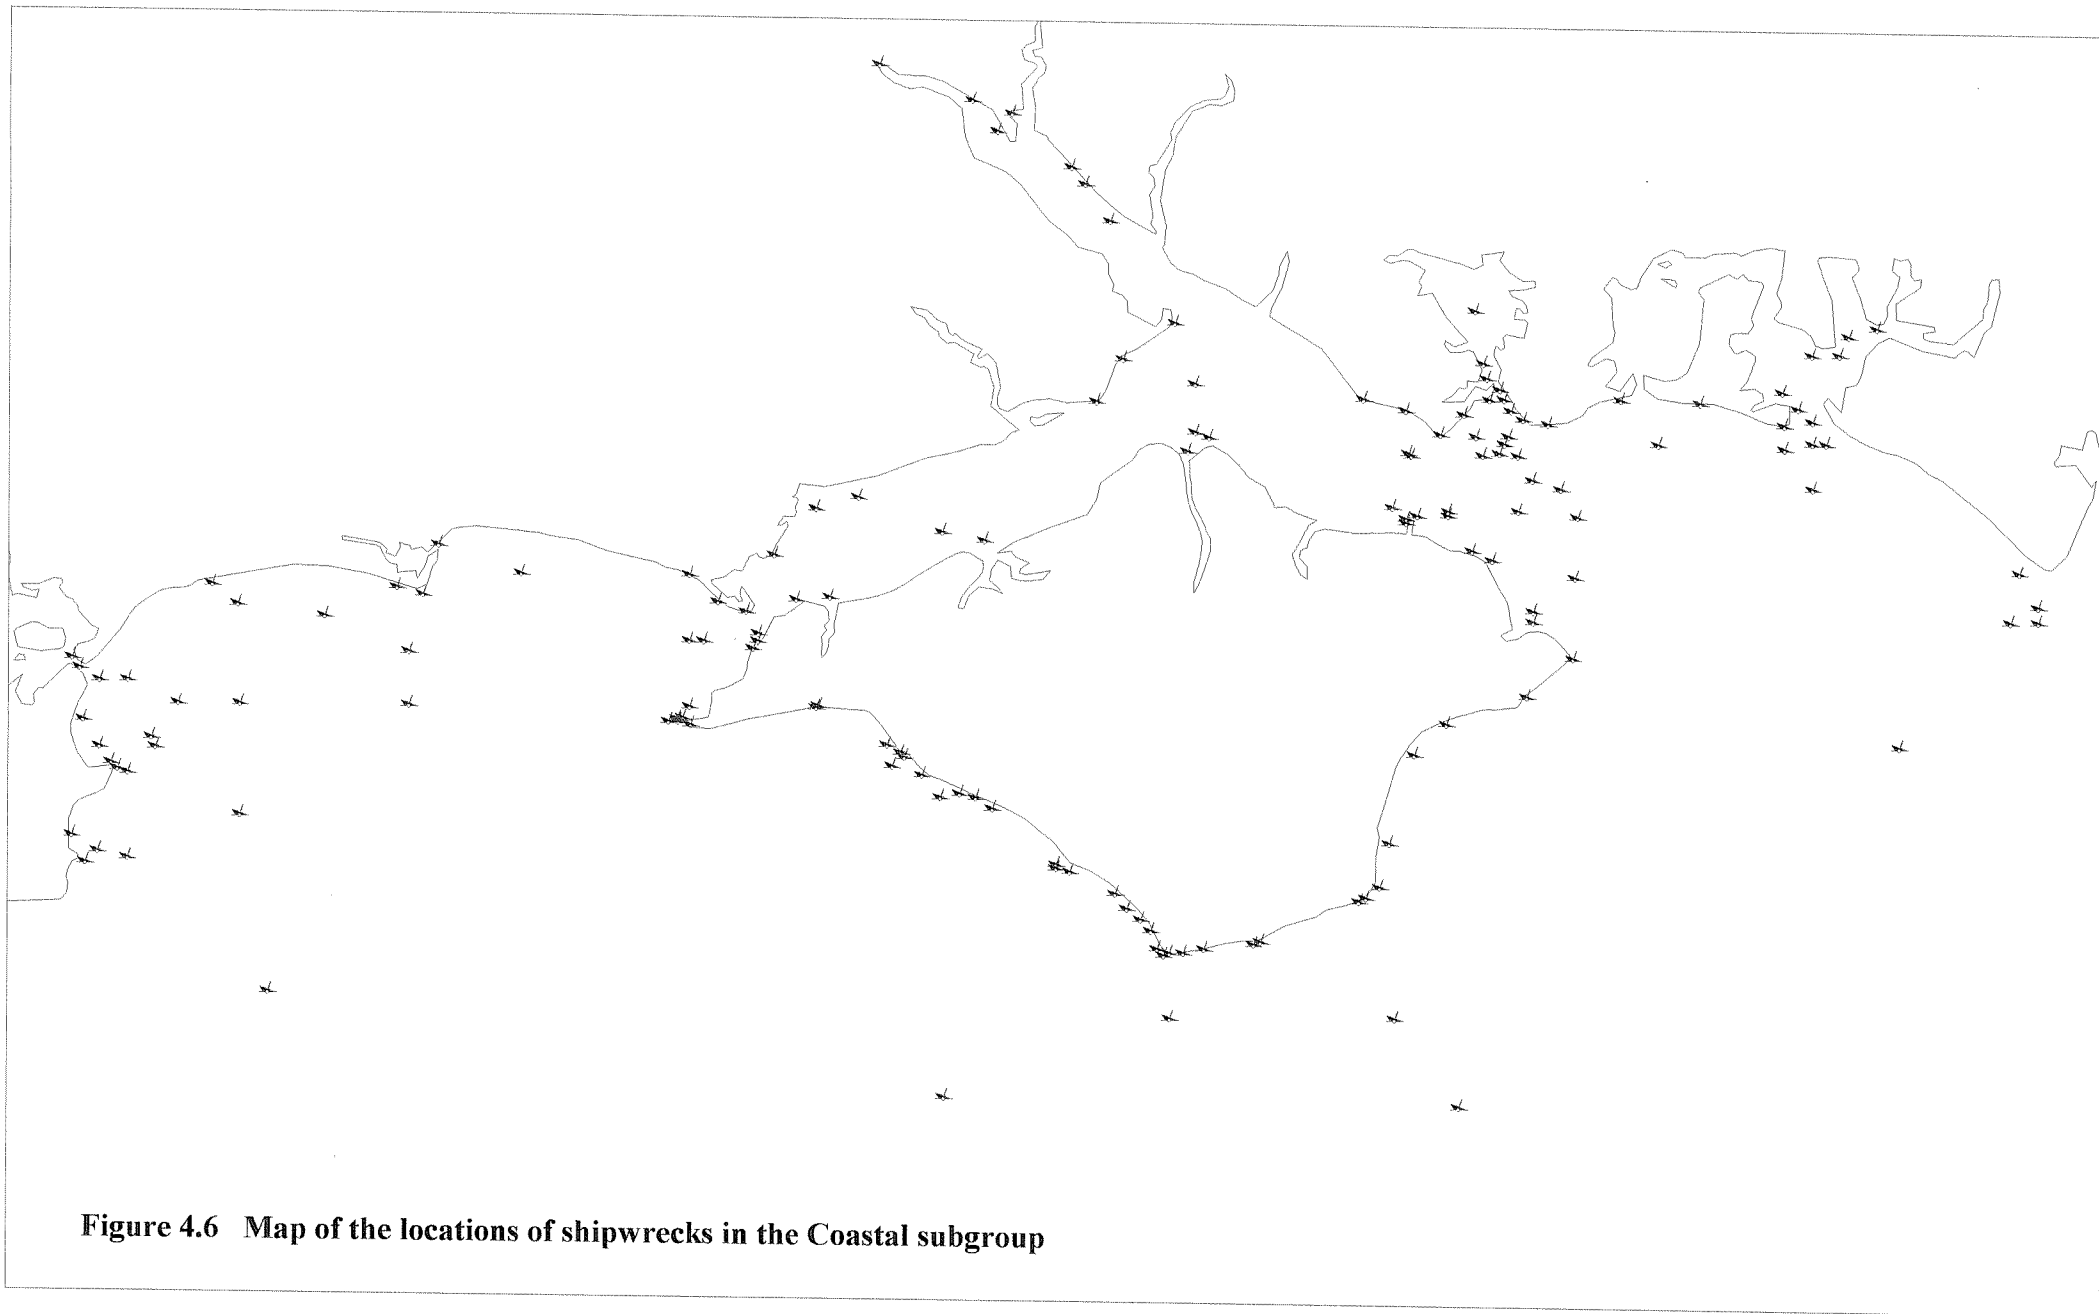 Figure 4.6 Map of the locations of shipwrecks in the Coastal subgroup